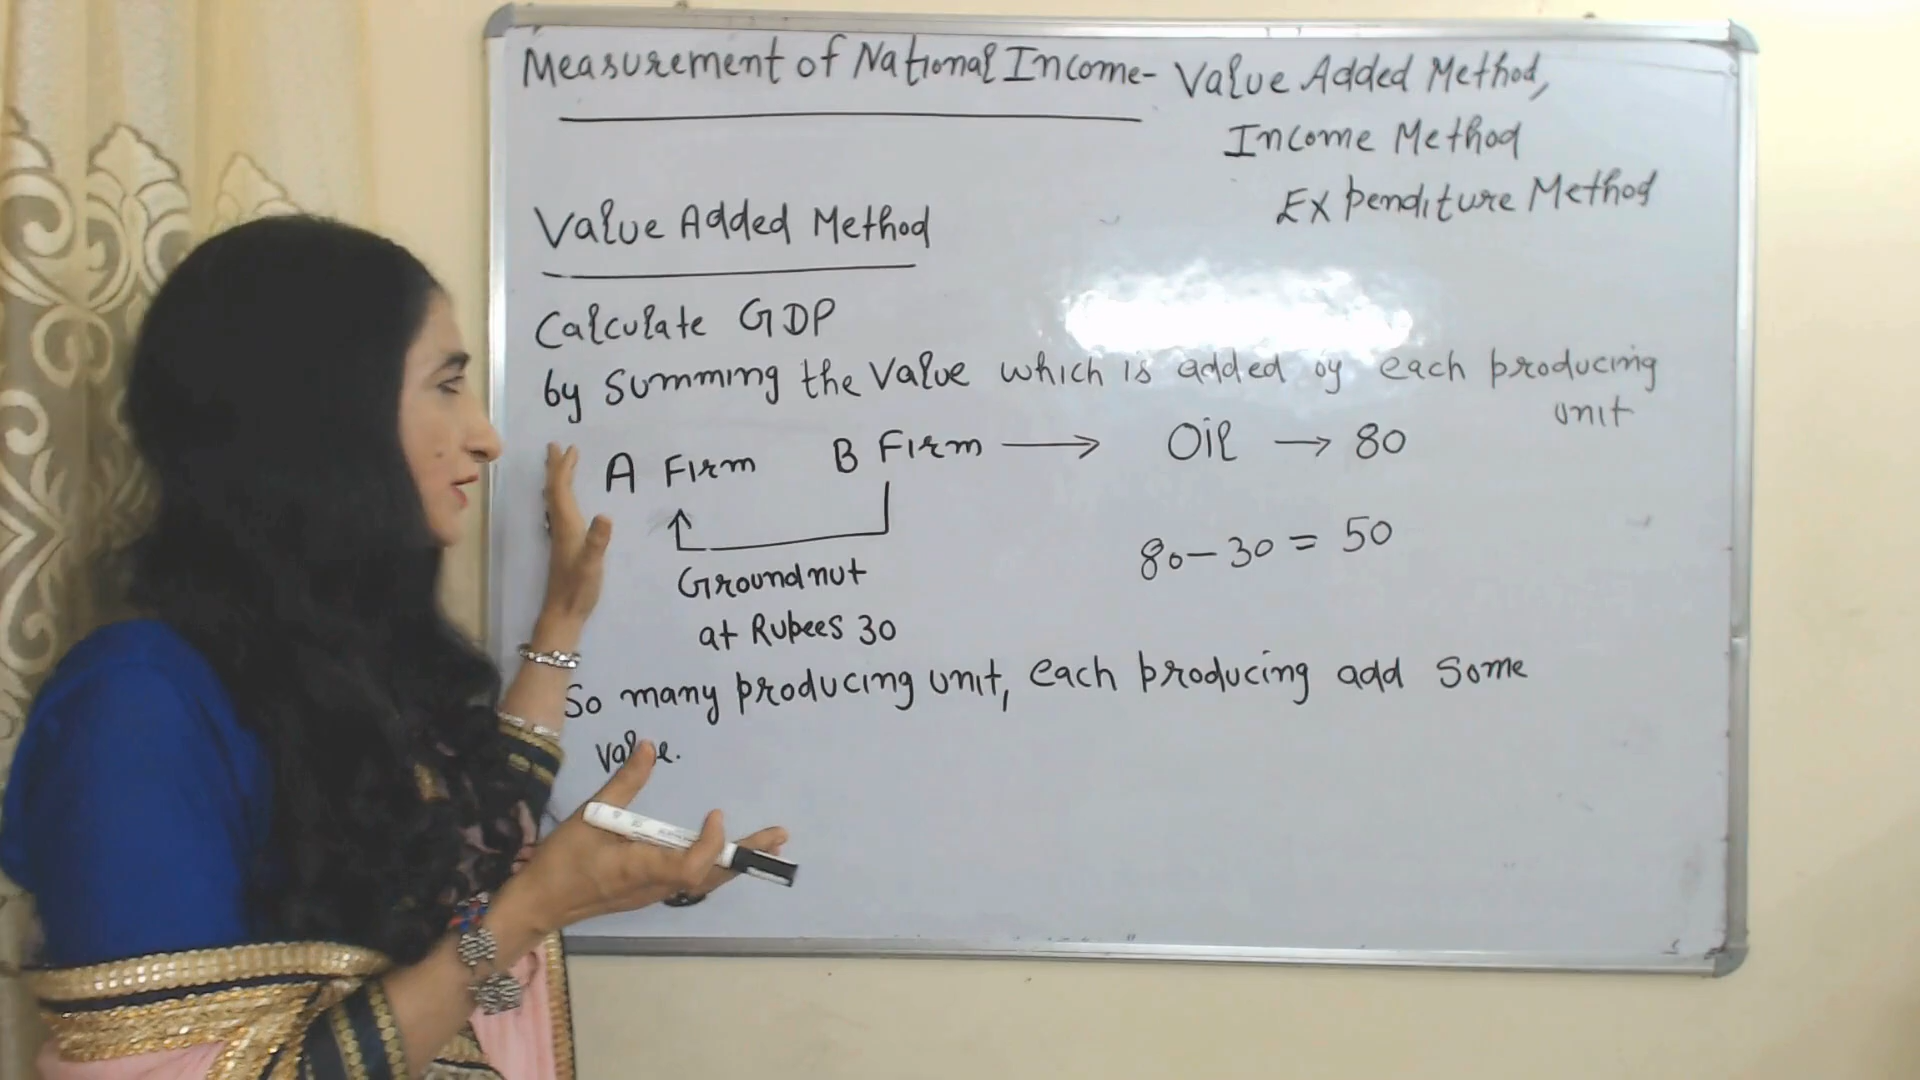 Measurement of National Income- Value Added Method,
Income Method
Expenditure Method
Value Added Method
Calculate GDP
by summing the value which is added by each producing
unit
A Firm B Firm → Oil → 80
80-30 = 50
Groundnut
at Rupees 30
So many producing unit, each producing add some
value.